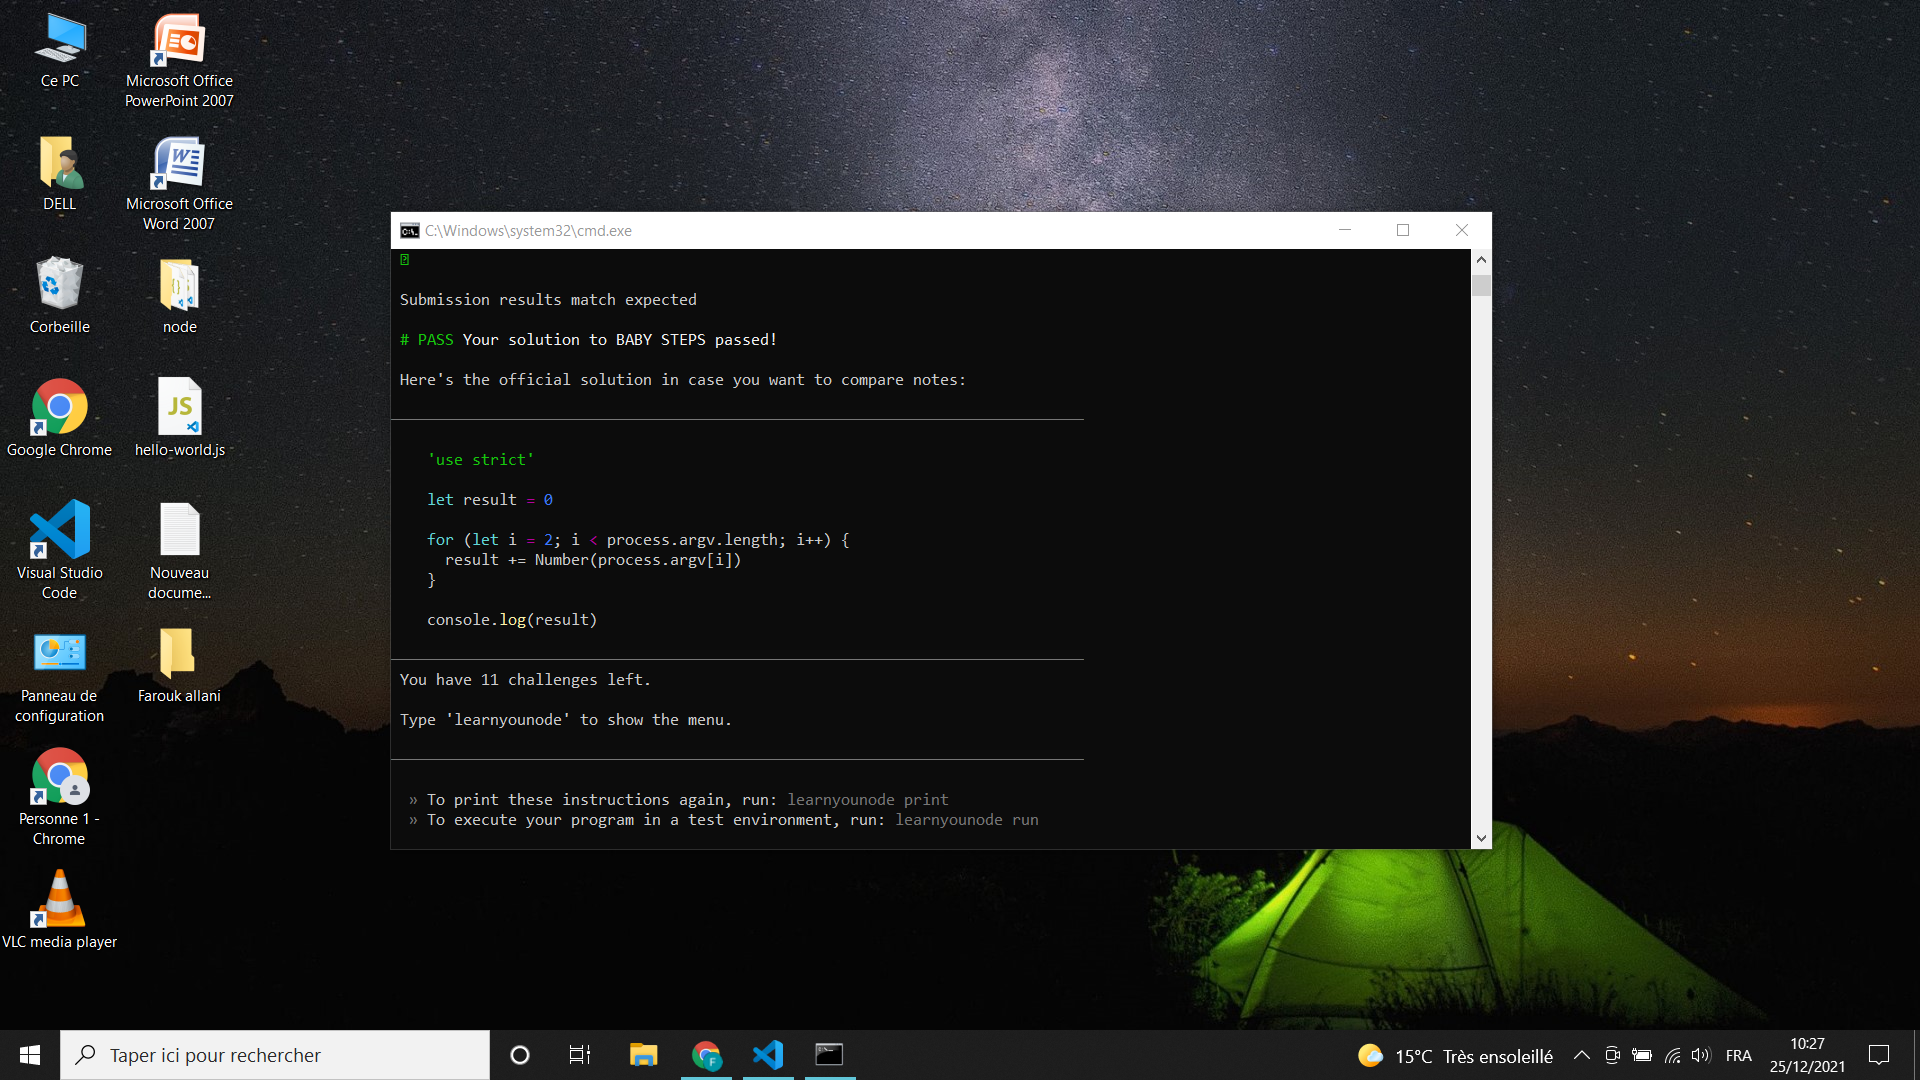 Ce PC
Microsoft Office
PowerPoint 2007
DELL
Microsoft Office
Word 2007
Corbeille
node
Google Chrome
JS
hello-world.js
Visual Studio
Code
Nouveau
docume...
Panneau de
configuration
Farouk allani
Personne 1 -
Chrome
VLC media player
C:\Windows\system32\cmd.exe
Submission results match expected
# PASS Your solution to BABY STEPS passed!
Here's the official solution in case you want to compare notes:
'use strict'
let result = 0
for (let i = 2; i < process.argv.length; i++) {
result += Number(process.argv[i])
}
console.log(result)
You have 11 challenges left.
Type 'learnyounode' to show the menu.
» To print these instructions again, run: learnyounode print
» To execute your program in a test environment, run: learnyounode run
Taper ici pour rechercher
F
15°C Très ensoleillé
FRA
10:27
25/12/2021